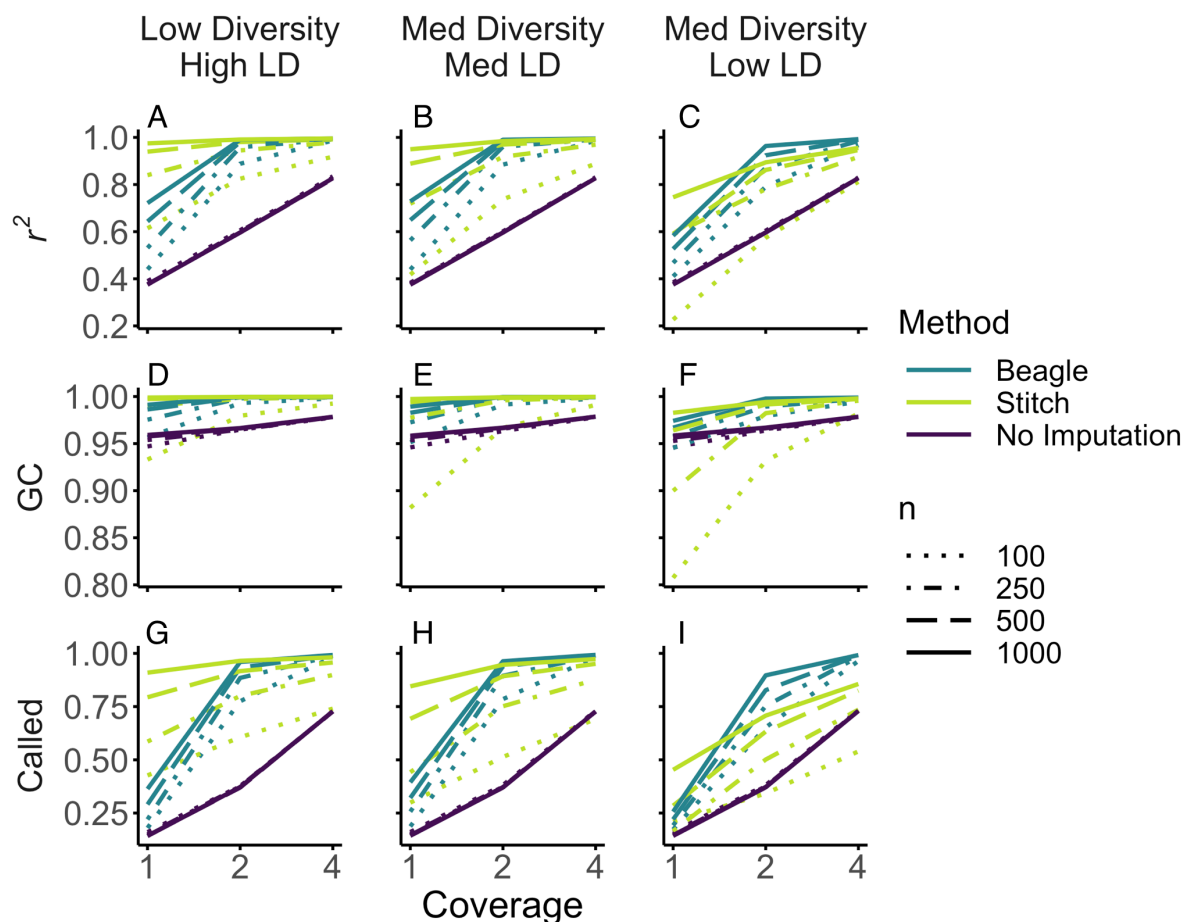 Low Diversity
High LD
Med Diversity
Med LD
Med Diversity
Low LD
A
B
C
1.0
0.8
0.6
0.4
0.2
r²
D
E
F
1.00
0.95
0.90
0.85
0.80
GC
G
H
I
1.00
0.75
0.50
0.25
Called
1 2 4
1 2 4
1 2 4
Coverage
Method
Beagle
Stitch
No Imputation
n
100
250
500
1000